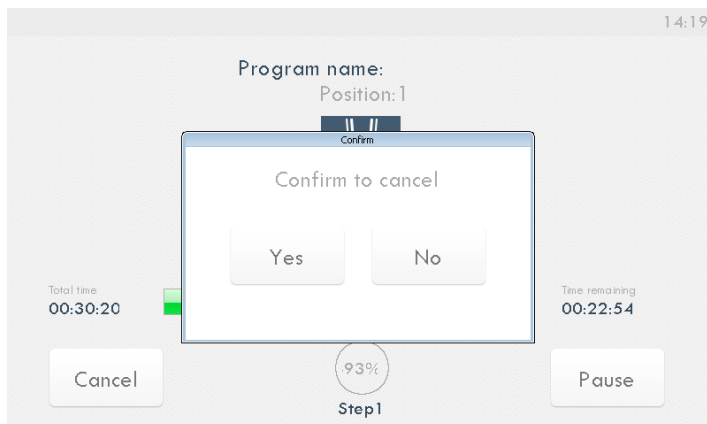 14:19
Program name:
Position:1
Confirm
Confirm to cancel
Yes No
Total time
00:30:20
Time remaining
00:22:54
Cancel
93%
Step1
Pause